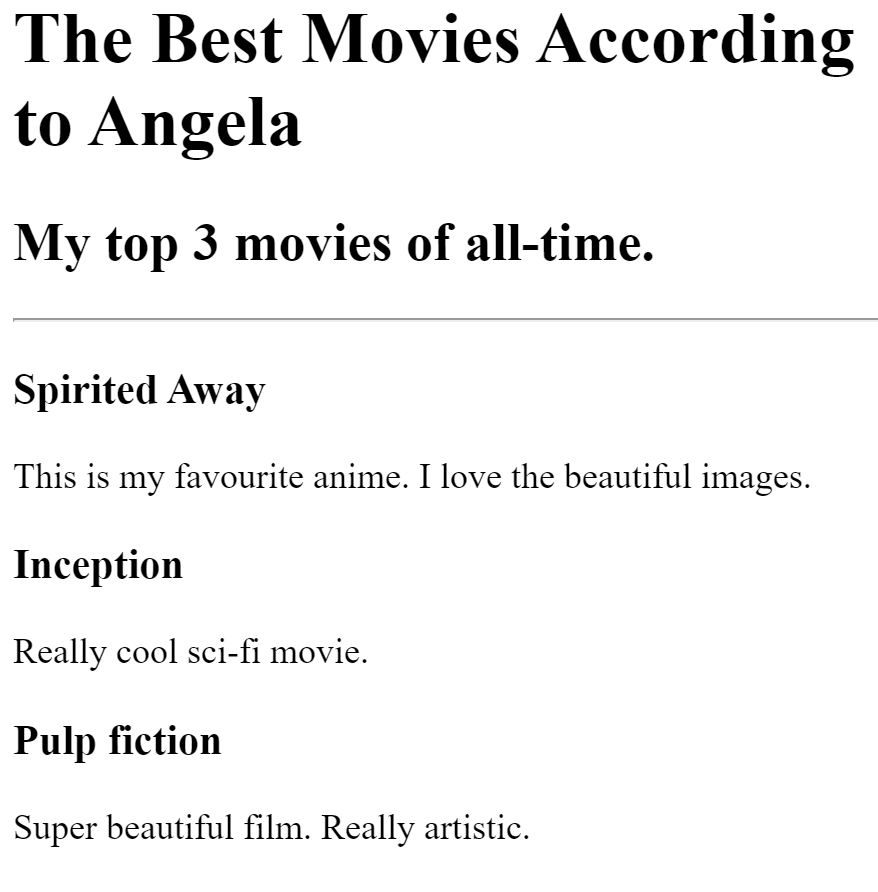 The Best Movies According
to Angela
My top 3 movies of all-time.
Spirited Away
This is my favourite anime. I love the beautiful images.
Inception
Really cool sci-fi movie.
Pulp fiction
Super beautiful film. Really artistic.